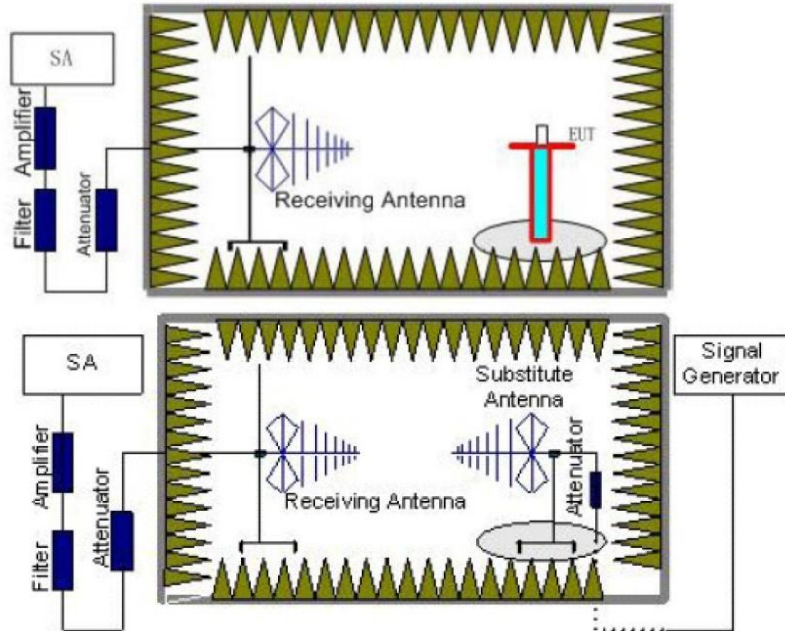 SA
Amplifier
Filter
Attenuator
Receiving Antenna
EUT
SA
Amplifier
Filter
Attenuator
Receiving Antenna
Substitute
Antenna
Attenuator
Signal
Generator